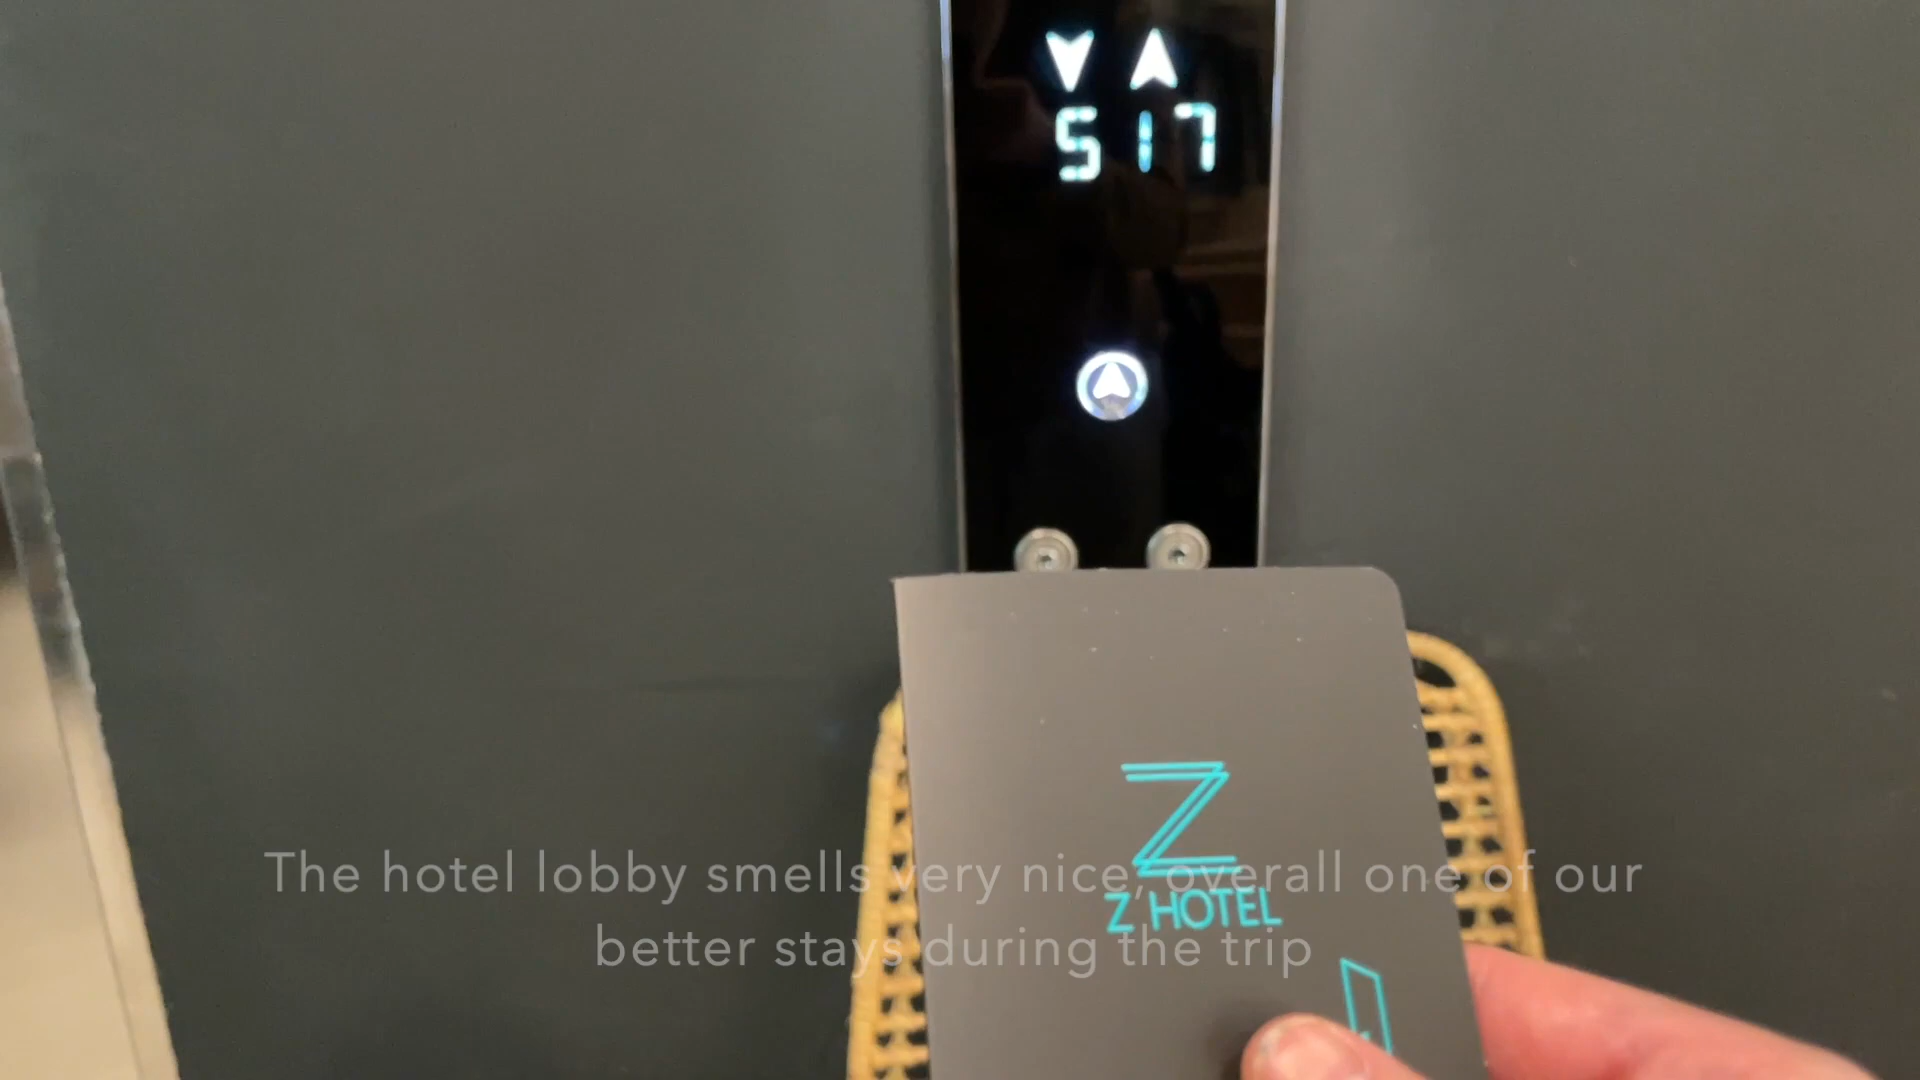 517
Z
Z HOTEL
The hotel lobby smells very nice, overall one of our
better stays during the trip